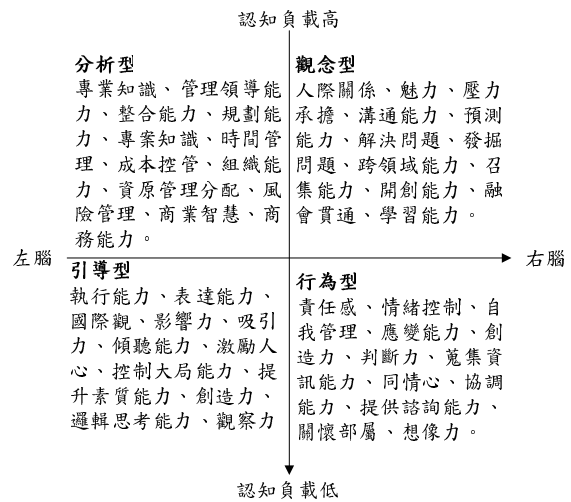 認知負載高
分析型
專業知識、管理領導能
力、整合能力、規劃能
力、專案知識、時間管
理、成本控管、組織能
力、資原管理分配、風
險管理、商業智慧、商
務能力。
觀念型
人際關係、魅力、壓力
承擔、溝通能力、預測
能力、解決問題、發掘
問題、跨領域能力、召
集能力、開創能力、融
會貫通、學習能力。
左腦
右腦
引導型
執行能力、表達能力、
國際觀、影響力、吸引
力、傾聽能力、激勵人
心、控制大局能力、提
升素質能力、創造力、
邏輯思考能力、觀察力
行為型
責任感、情緒控制、自
我管理、應變能力、創
造力、判斷力、蒐集資
訊能力、同情心、協調
能力、提供諮詢能力、
關懷部屬、想像力。
認知負載低